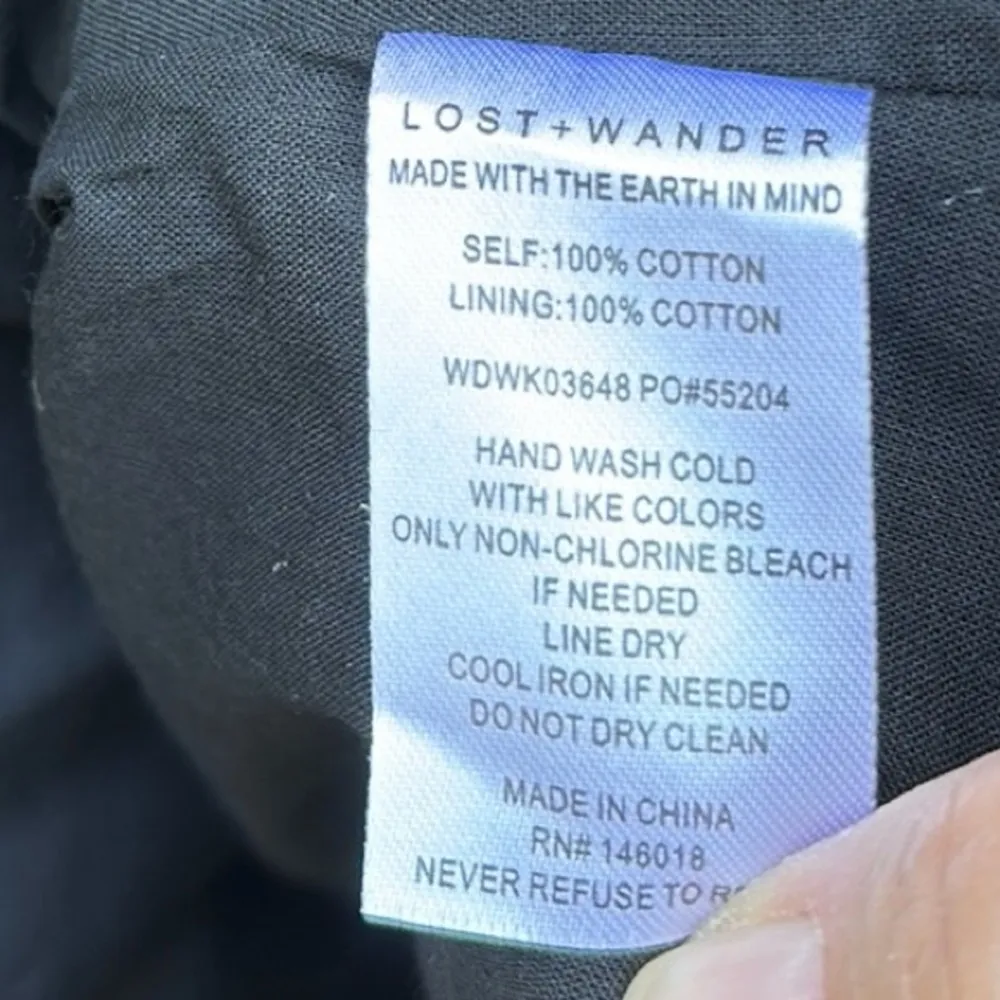 LOST+WANDER
MADE WITH THE EARTH IN MIND
SELF:100% COTTON
LINING:100% COTTON
WDWK03648 PO#55204
HAND WASH COLD
WITH LIKE COLORS
ONLY NON-CHLORINE BLEACH
IF NEEDED
LINE DRY
COOL IRON IF NEEDED
DO NOT DRY CLEAN
MADE IN CHINA
RN# 146018
NEVER REFUSE TO